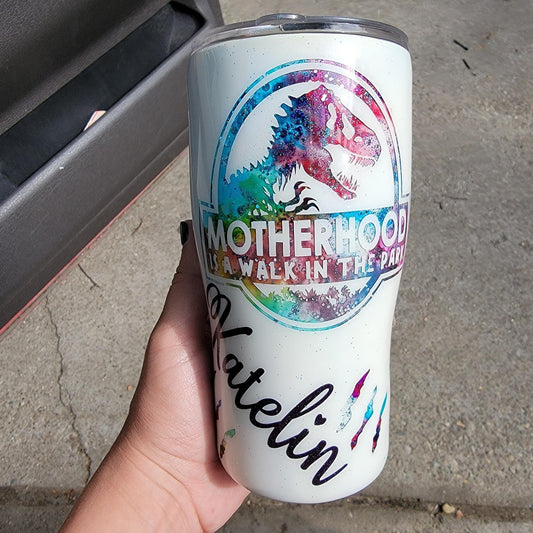 MOTHERHOOD
IS A WALK IN THE PARK
Katelin